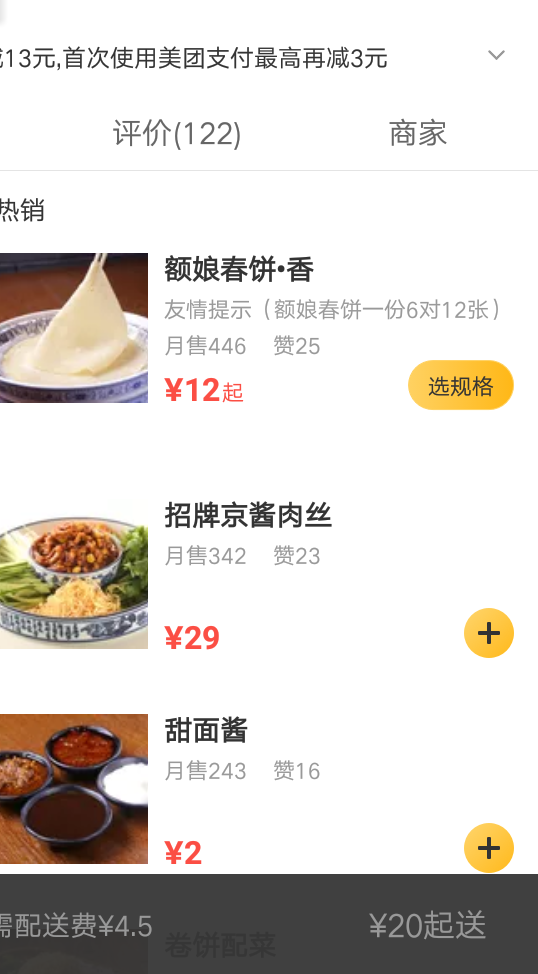 减13元,首次使用美团支付最高再减3元
评价(122) 商家
热销
额娘春饼•香
友情提示（额娘春饼一份6对12张）
月售446 赞25
¥12起 选规格
招牌京酱肉丝
月售342 赞23
¥29
甜面酱
月售243 赞16
¥2
需配送费¥4.5 ¥20起送
卷饼配菜